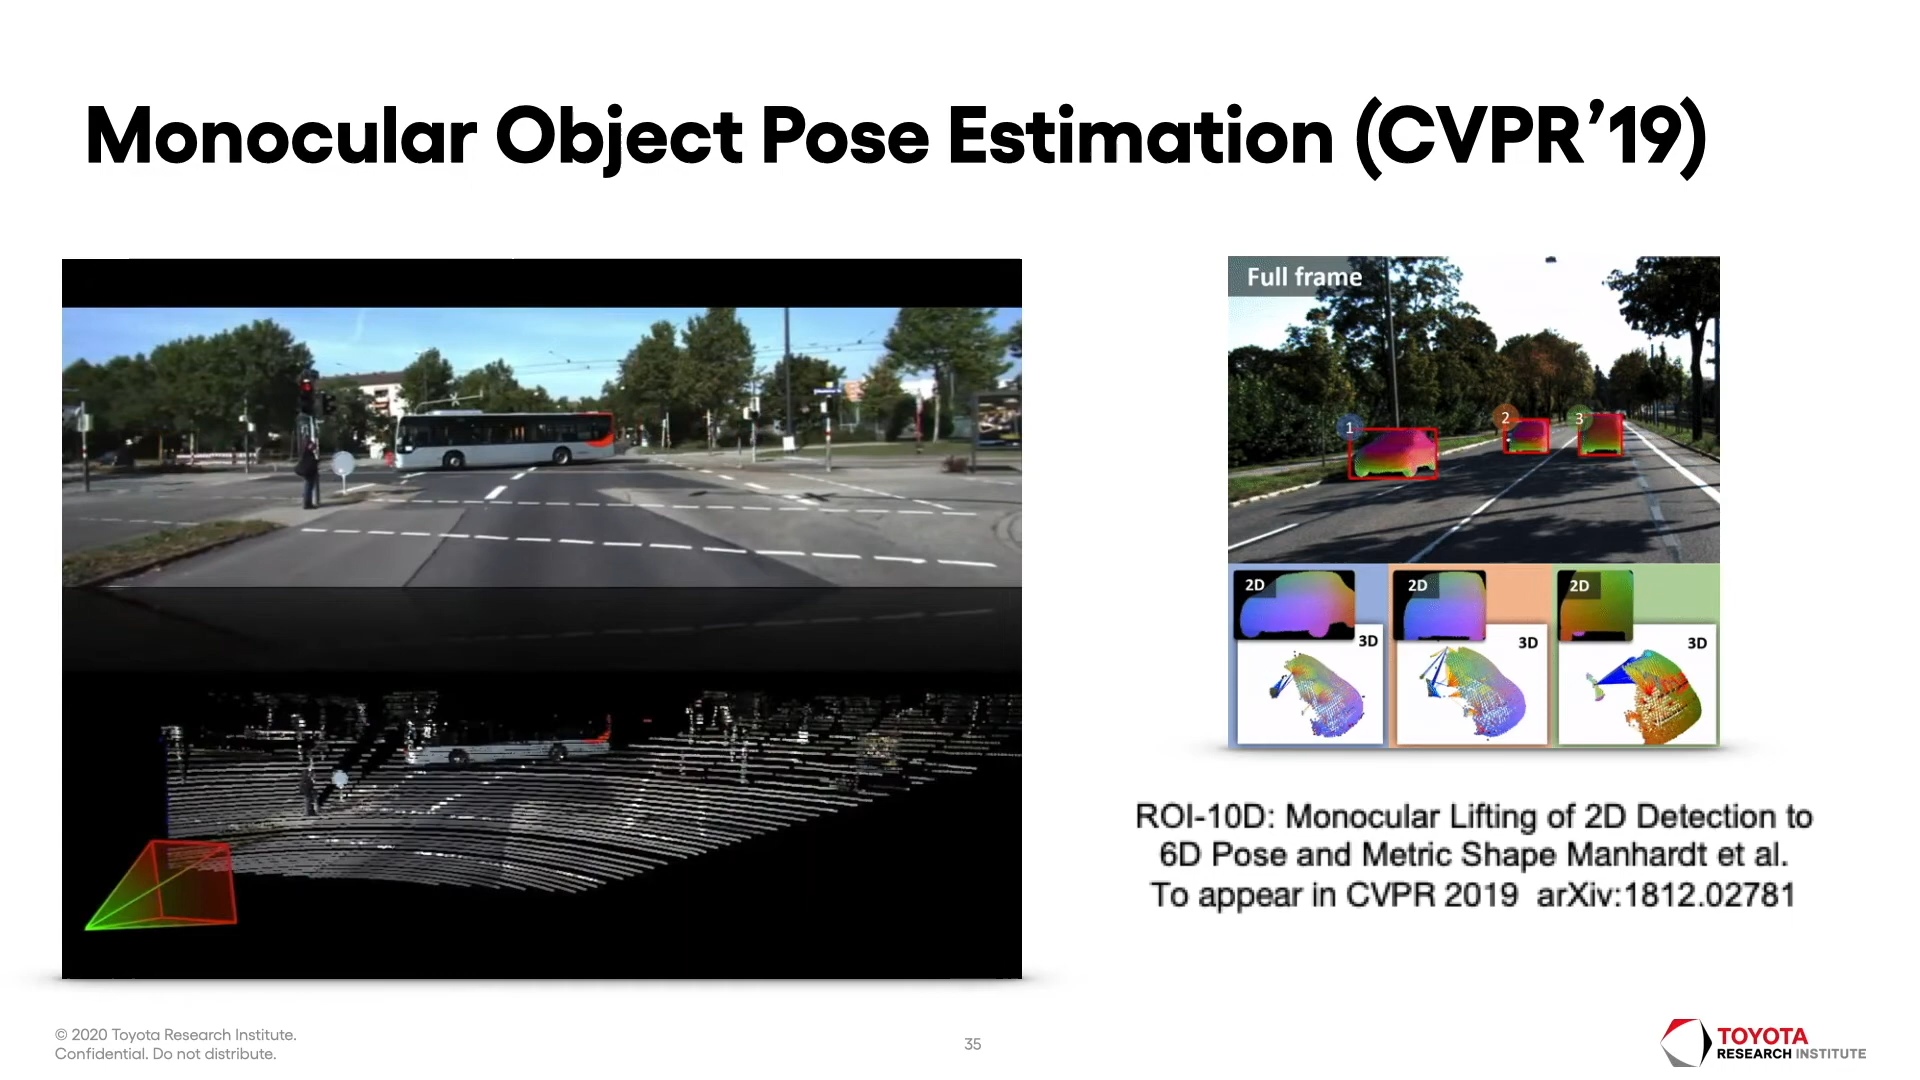 Monocular Object Pose Estimation (CVPR’19)
Full frame
1
2
3
2D
2D
2D
3D
3D
3D
ROI-10D: Monocular Lifting of 2D Detection to
6D Pose and Metric Shape Manhardt et al.
To appear in CVPR 2019 arXiv:1812.02781
© 2020 Toyota Research Institute.
Confidential. Do not distribute.
35
TOYOTA
RESEARCH INSTITUTE